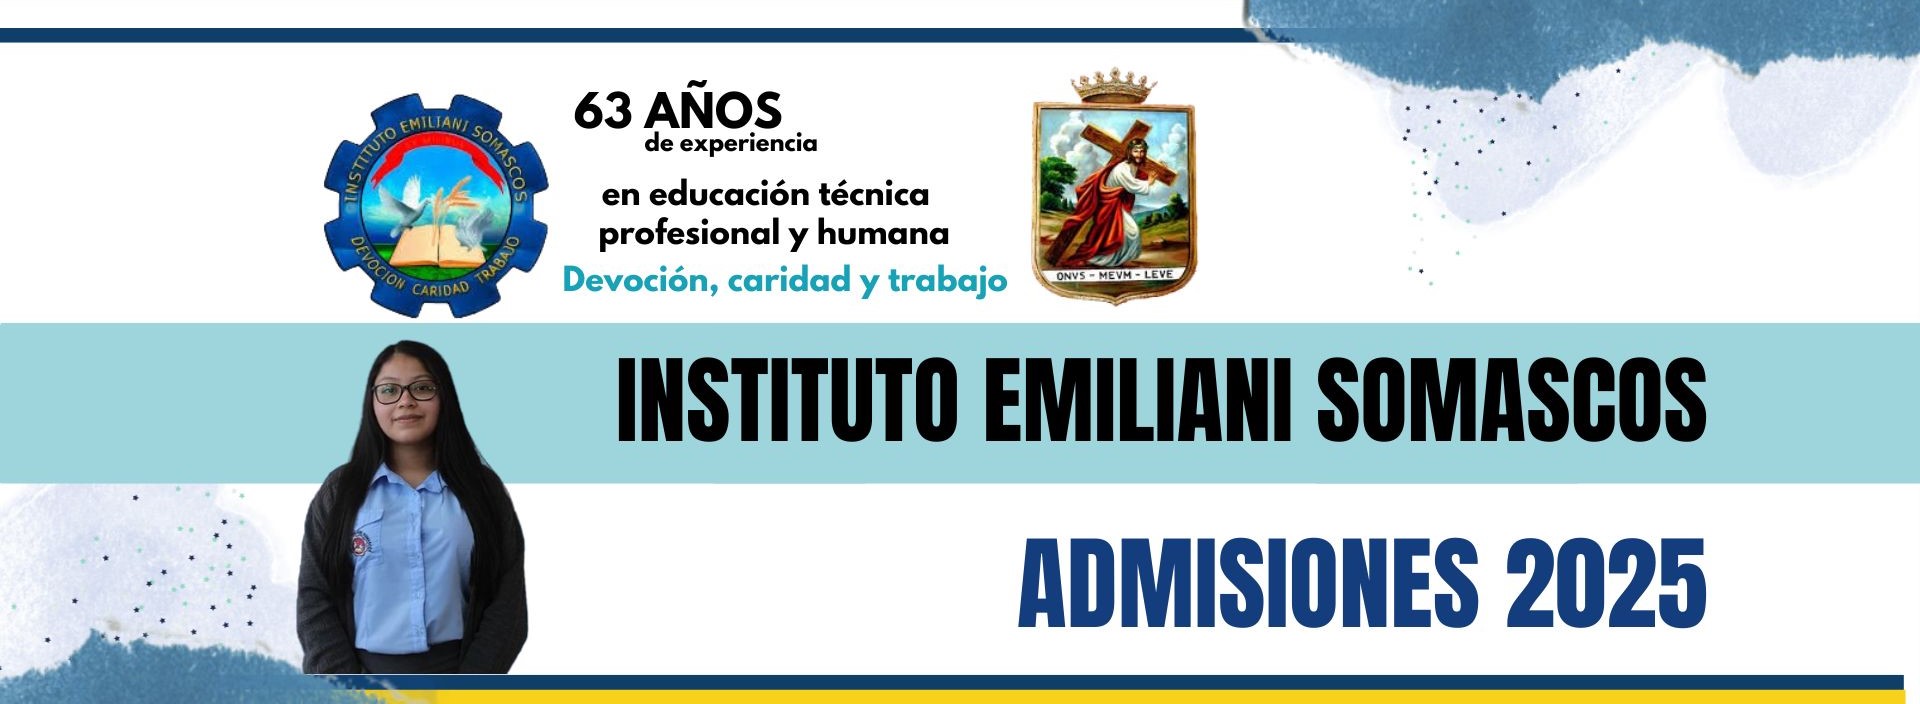 INSTITUTO EMILIANI SOMASCOS
DEVOCION CARIDAD TRABAJO
63 AÑOS
de experiencia
en educación técnica
profesional y humana
Devoción, caridad y trabajo
ONVS - MEVM - LEVE
INSTITUTO EMILIANI SOMASCOS
ADMISIONES 2025